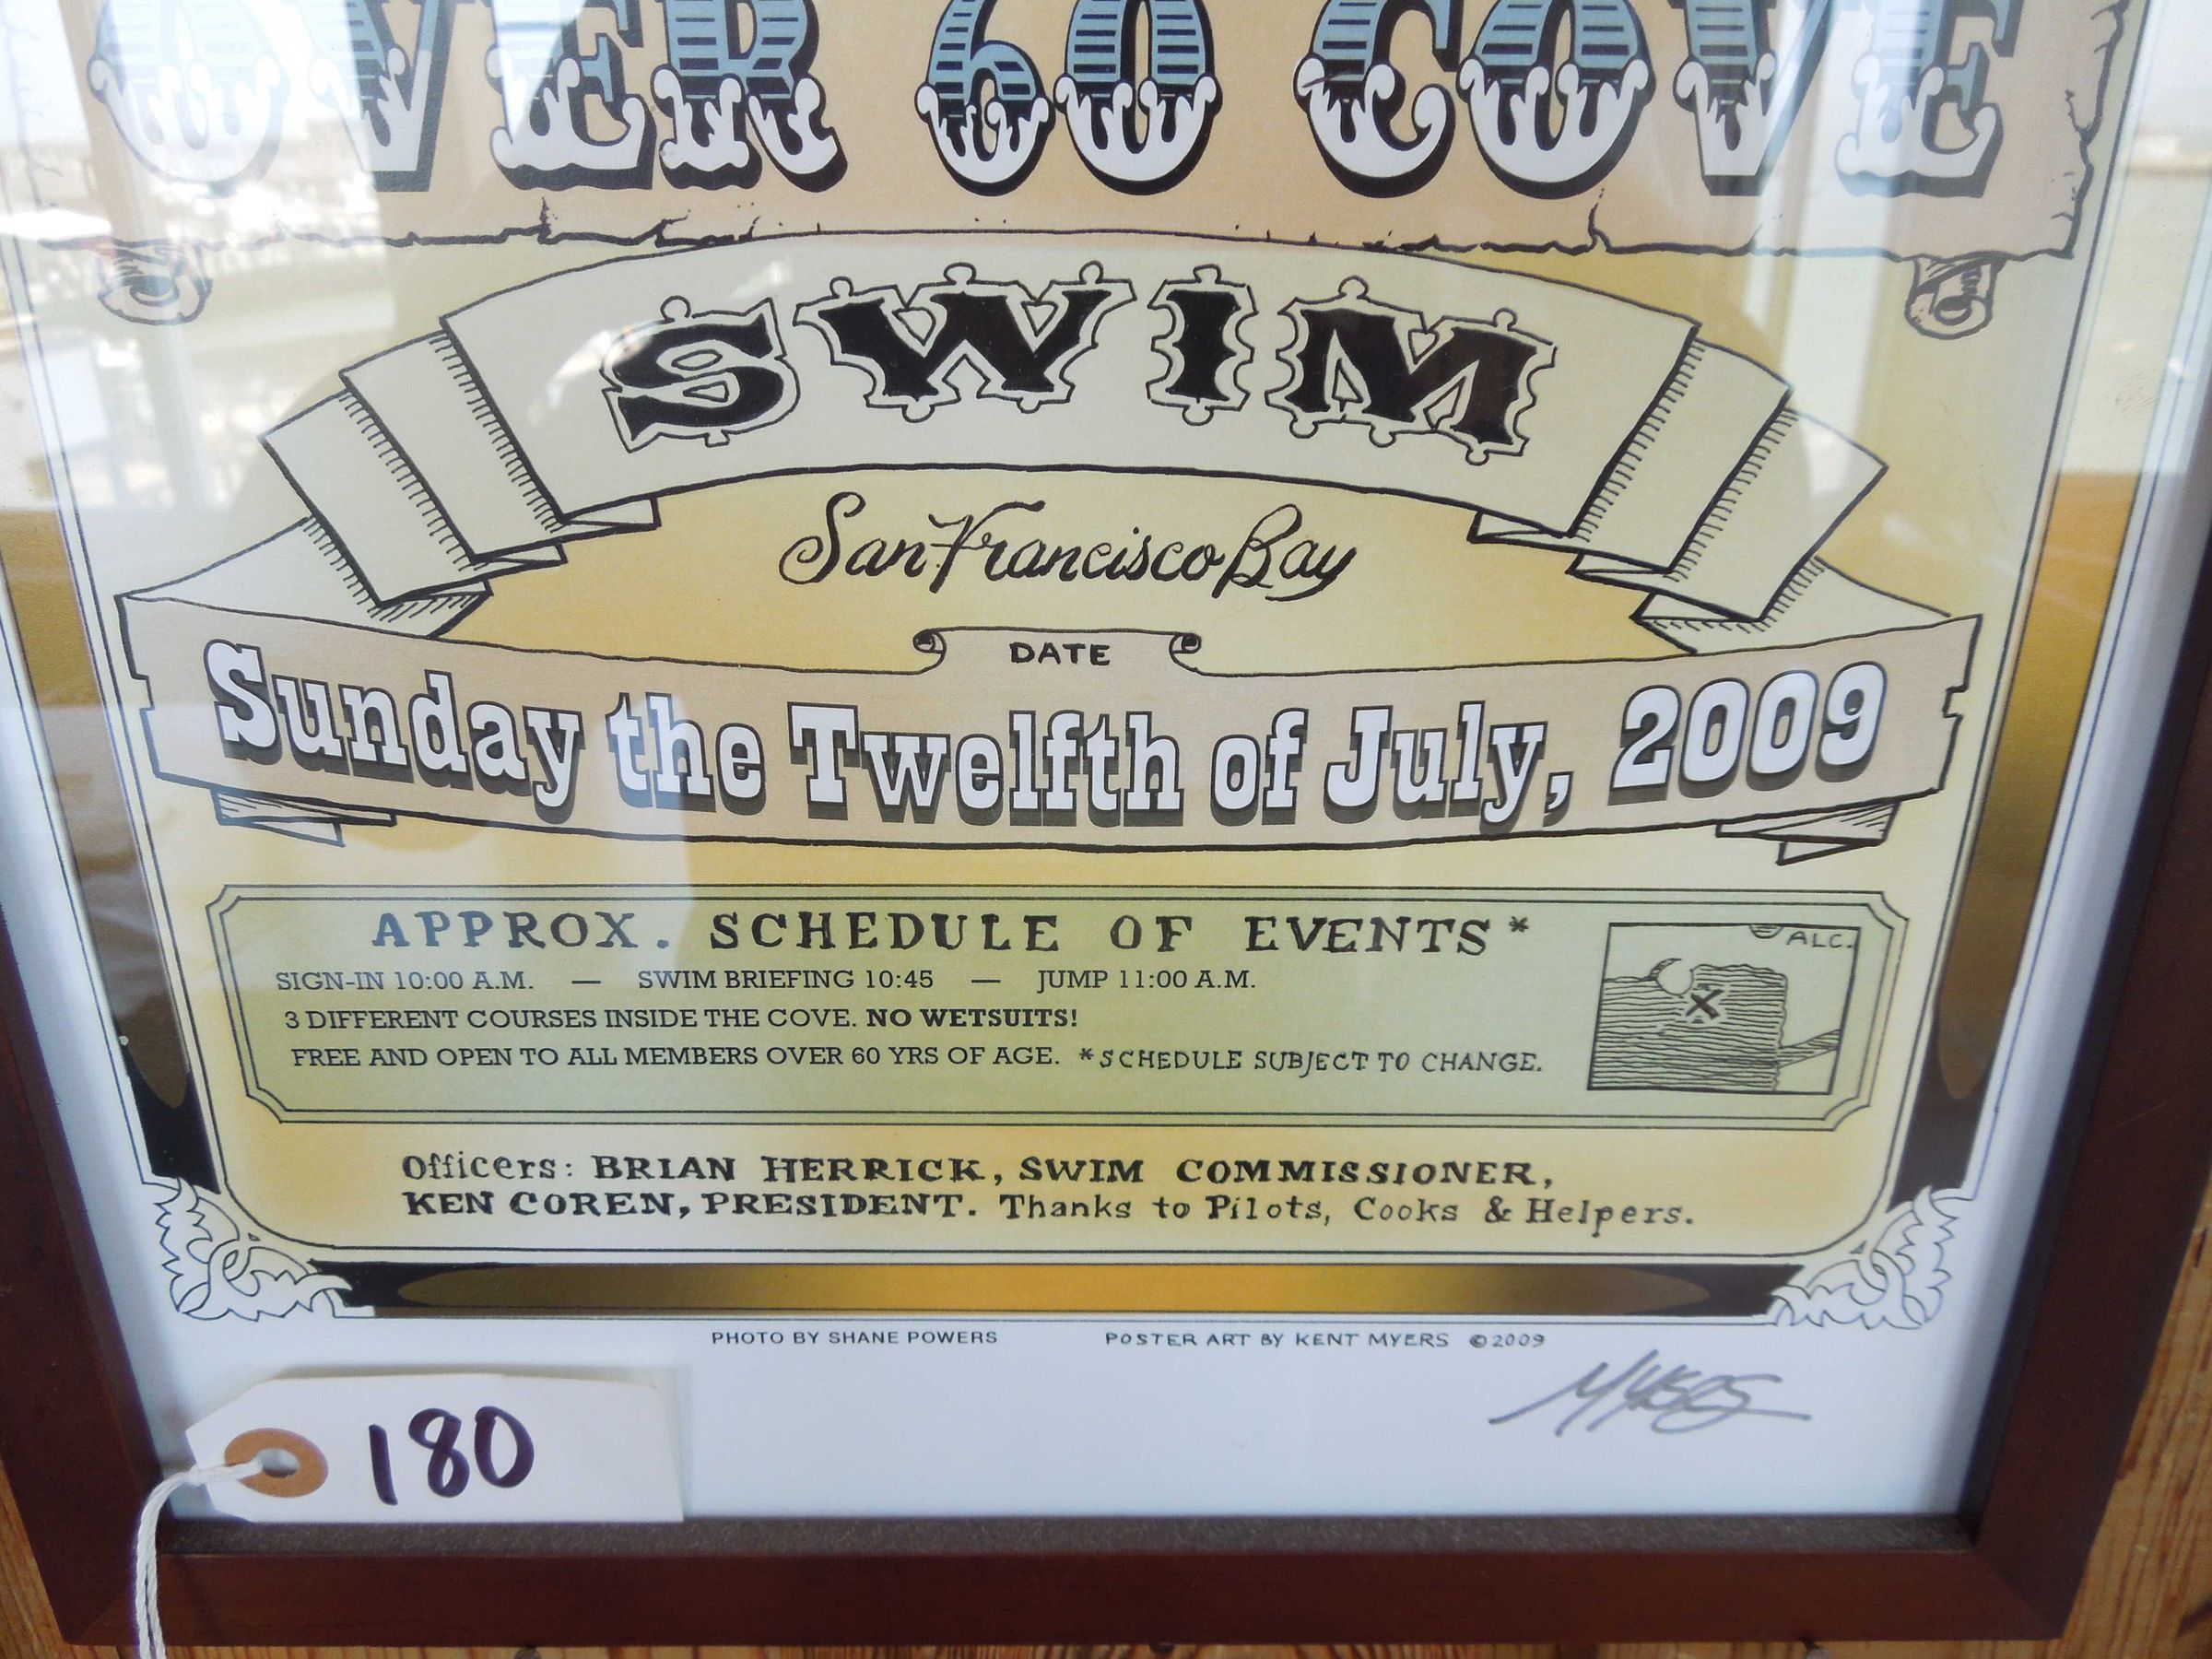 OVER 60 COVE
SWIM
San Francisco Bay
DATE
Sunday the Twelfth of July, 2009
APPROX. SCHEDULE OF EVENTS*
SIGN-IN 10:00 A.M. — SWIM BRIEFING 10:45 — JUMP 11:00 A.M.
3 DIFFERENT COURSES INSIDE THE COVE. NO WETSUITS!
FREE AND OPEN TO ALL MEMBERS OVER 60 YRS OF AGE. *SCHEDULE SUBJECT TO CHANGE.
ALC.
X
Officers: BRIAN HERRICK, SWIM COMMISSIONER,
KEN COREN, PRESIDENT. Thanks to Pilots, Cooks & Helpers.
PHOTO BY SHANE POWERS POSTER ART BY KENT MYERS ©2009
Myers
180